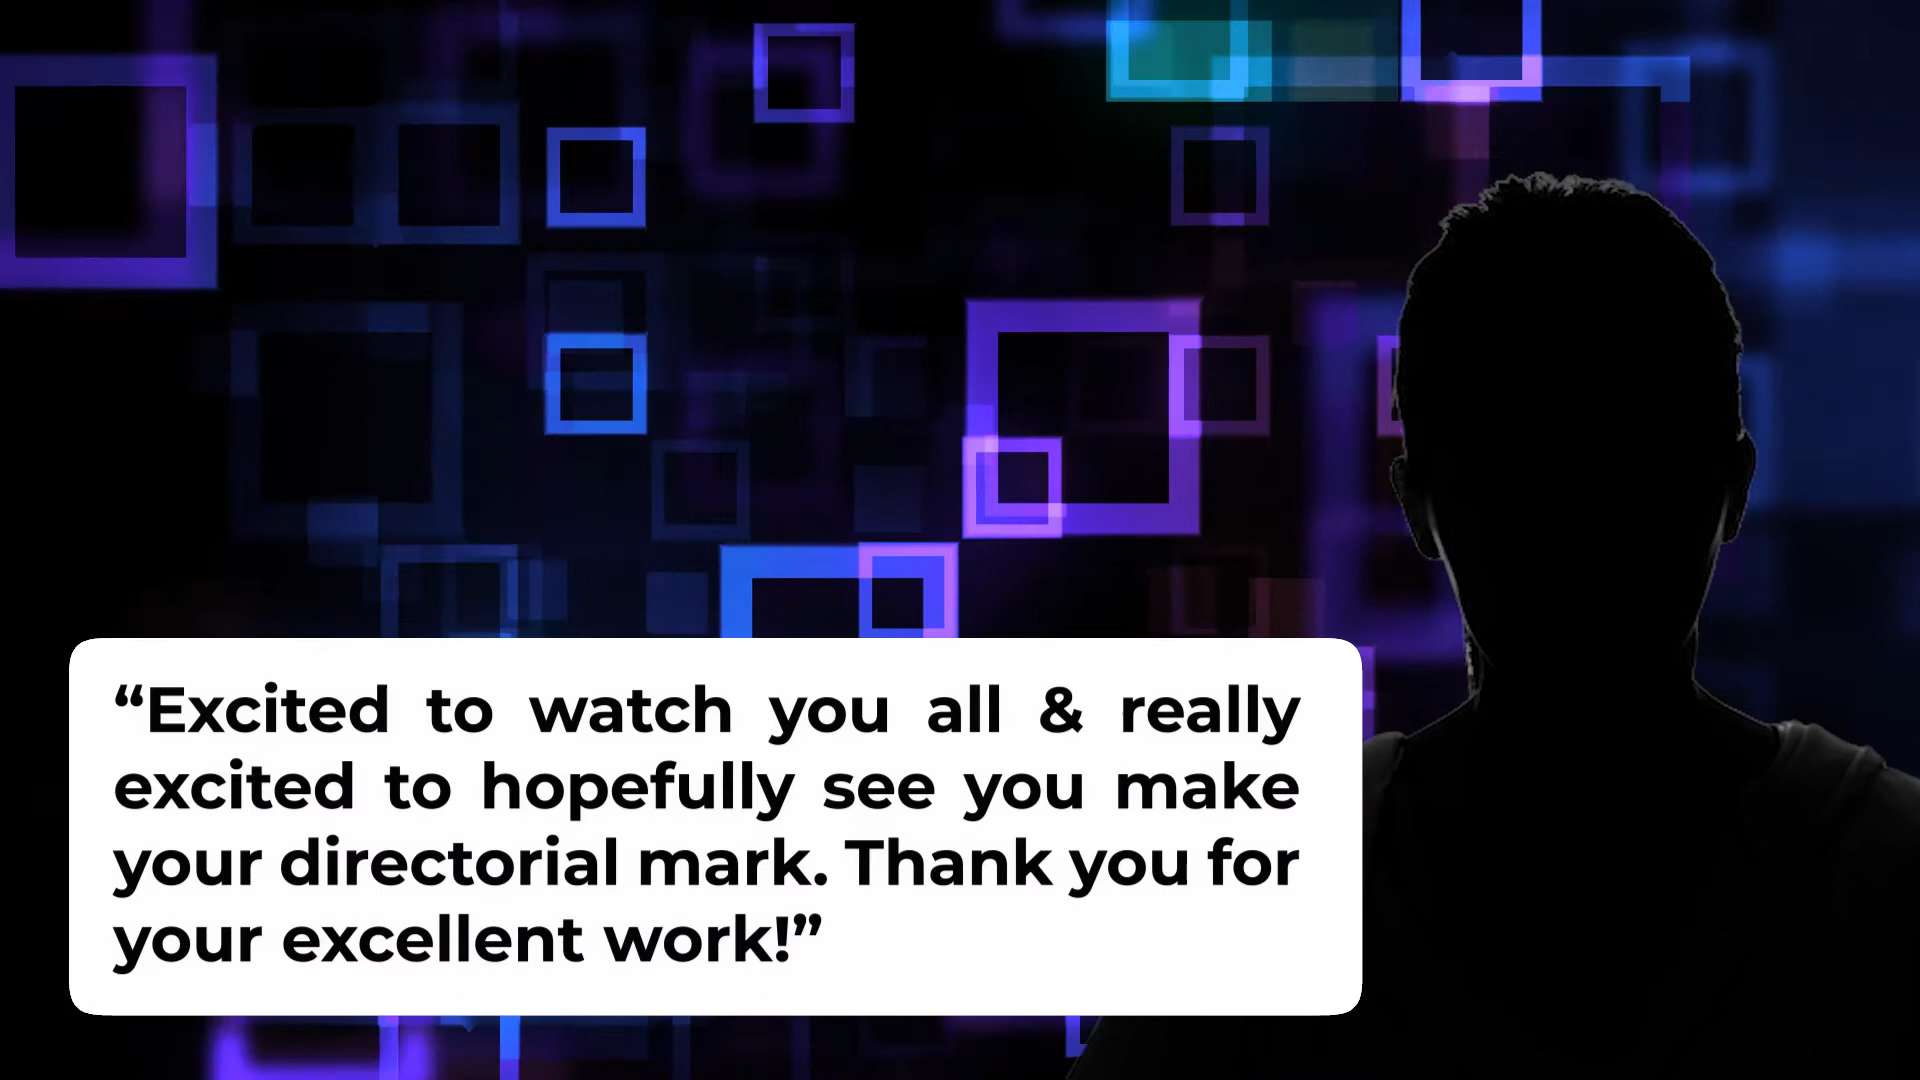 “Excited to watch you all & really
excited to hopefully see you make
your directorial mark. Thank you for
your excellent work!”